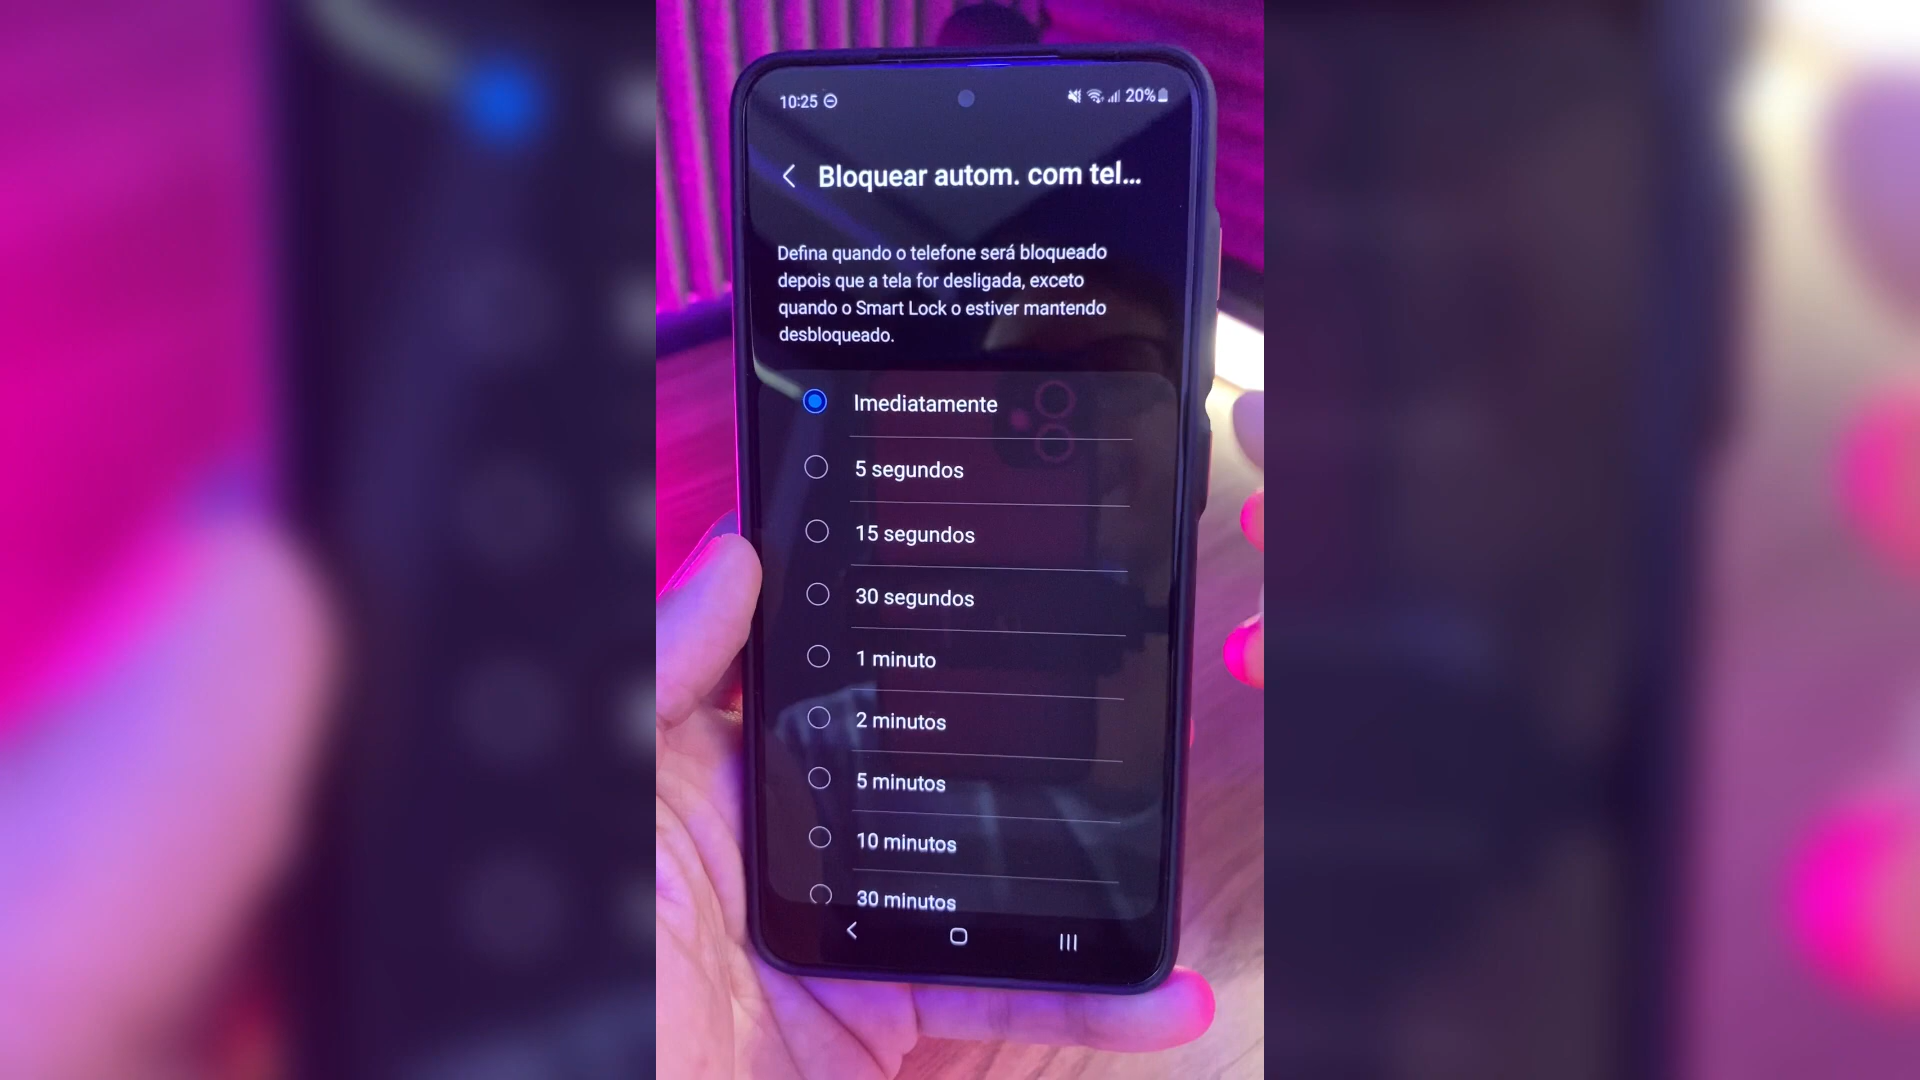 10:25 20%
Bloquear autom. com tel...
Defina quando o telefone será bloqueado
depois que a tela for desligada, exceto
quando o Smart Lock o estiver mantendo
desbloqueado.
Imediatamente
5 segundos
15 segundos
30 segundos
1 minuto
2 minutos
5 minutos
10 minutos
30 minutos